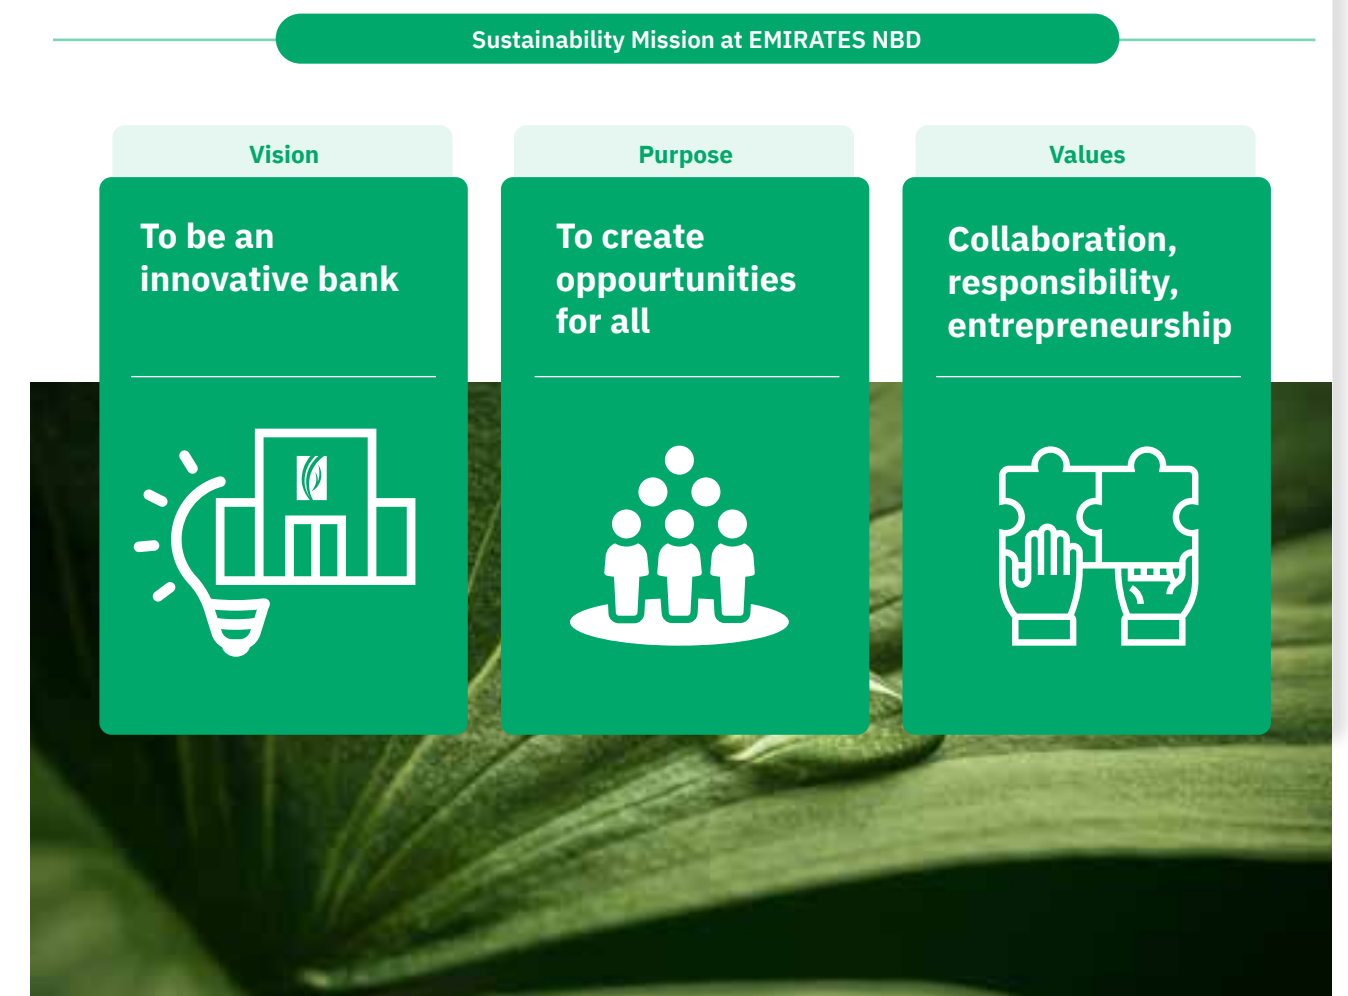 Sustainability Mission at EMIRATES NBD
Vision
To be an
innovative bank
Purpose
To create
oppourtunities
for all
Values
Collaboration,
responsibility,
entrepreneurship